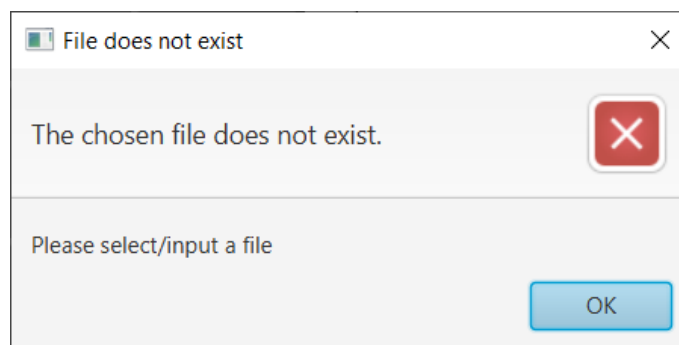 File does not exist
The chosen file does not exist.
Please select/input a file
OK